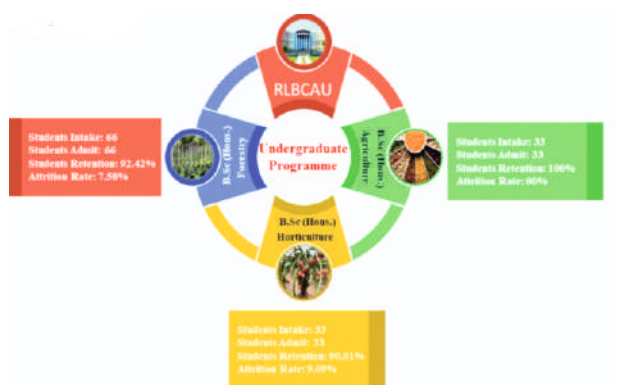 RLBCAU
Students Intake: 66
Students Admit: 66
Students Retention: 92.42%
Attrition Rate: 7.58%
B.Sc (Hons.)
Forestry
Undergraduate
Programme
B.Sc (Hons.)
Agriculture
Students Intake: 33
Students Admit: 33
Students Retention: 100%
Attrition Rate: 00%
B.Sc (Hons.)
Horticulture
Students Intake: 33
Students Admit: 33
Students Retention: 90.01%
Attrition Rate: 9.09%